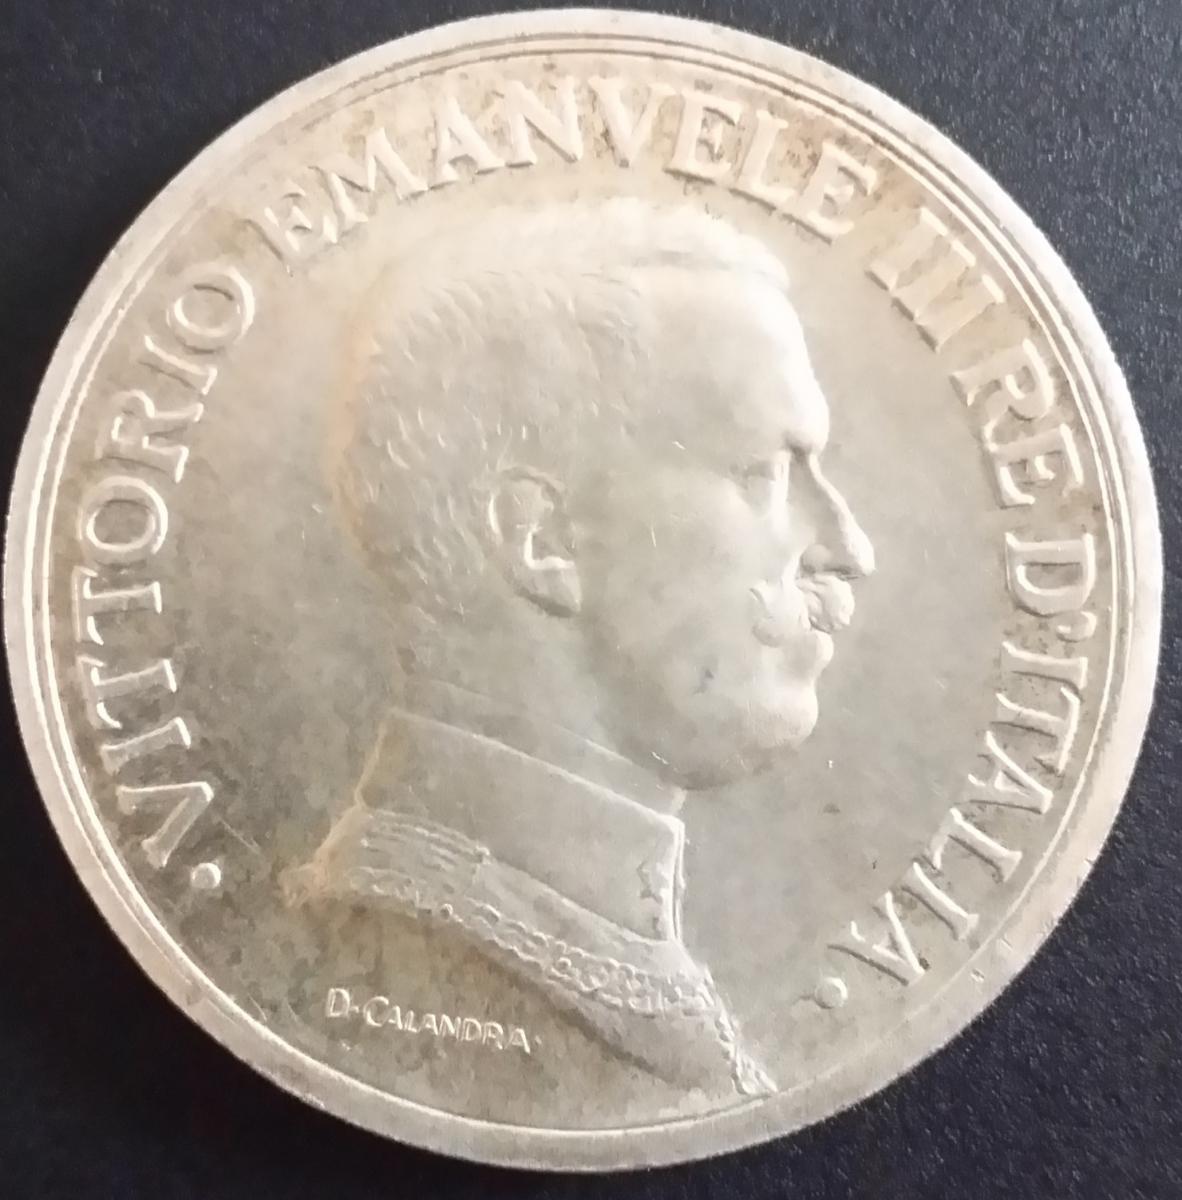 · VITTORIO EMANVELE III RE D'ITALIA ·
D· CALANDRA·